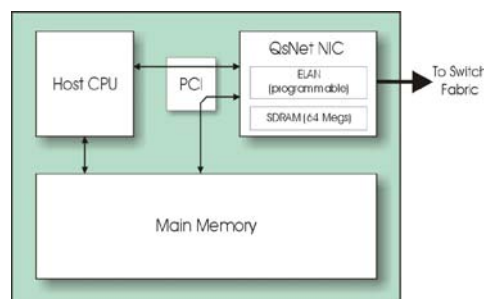 Host CPU
PCI
QsNet NIC
ELAN
(programmable)
SDRAM (64 Megs)
To Switch
Fabric
Main Memory